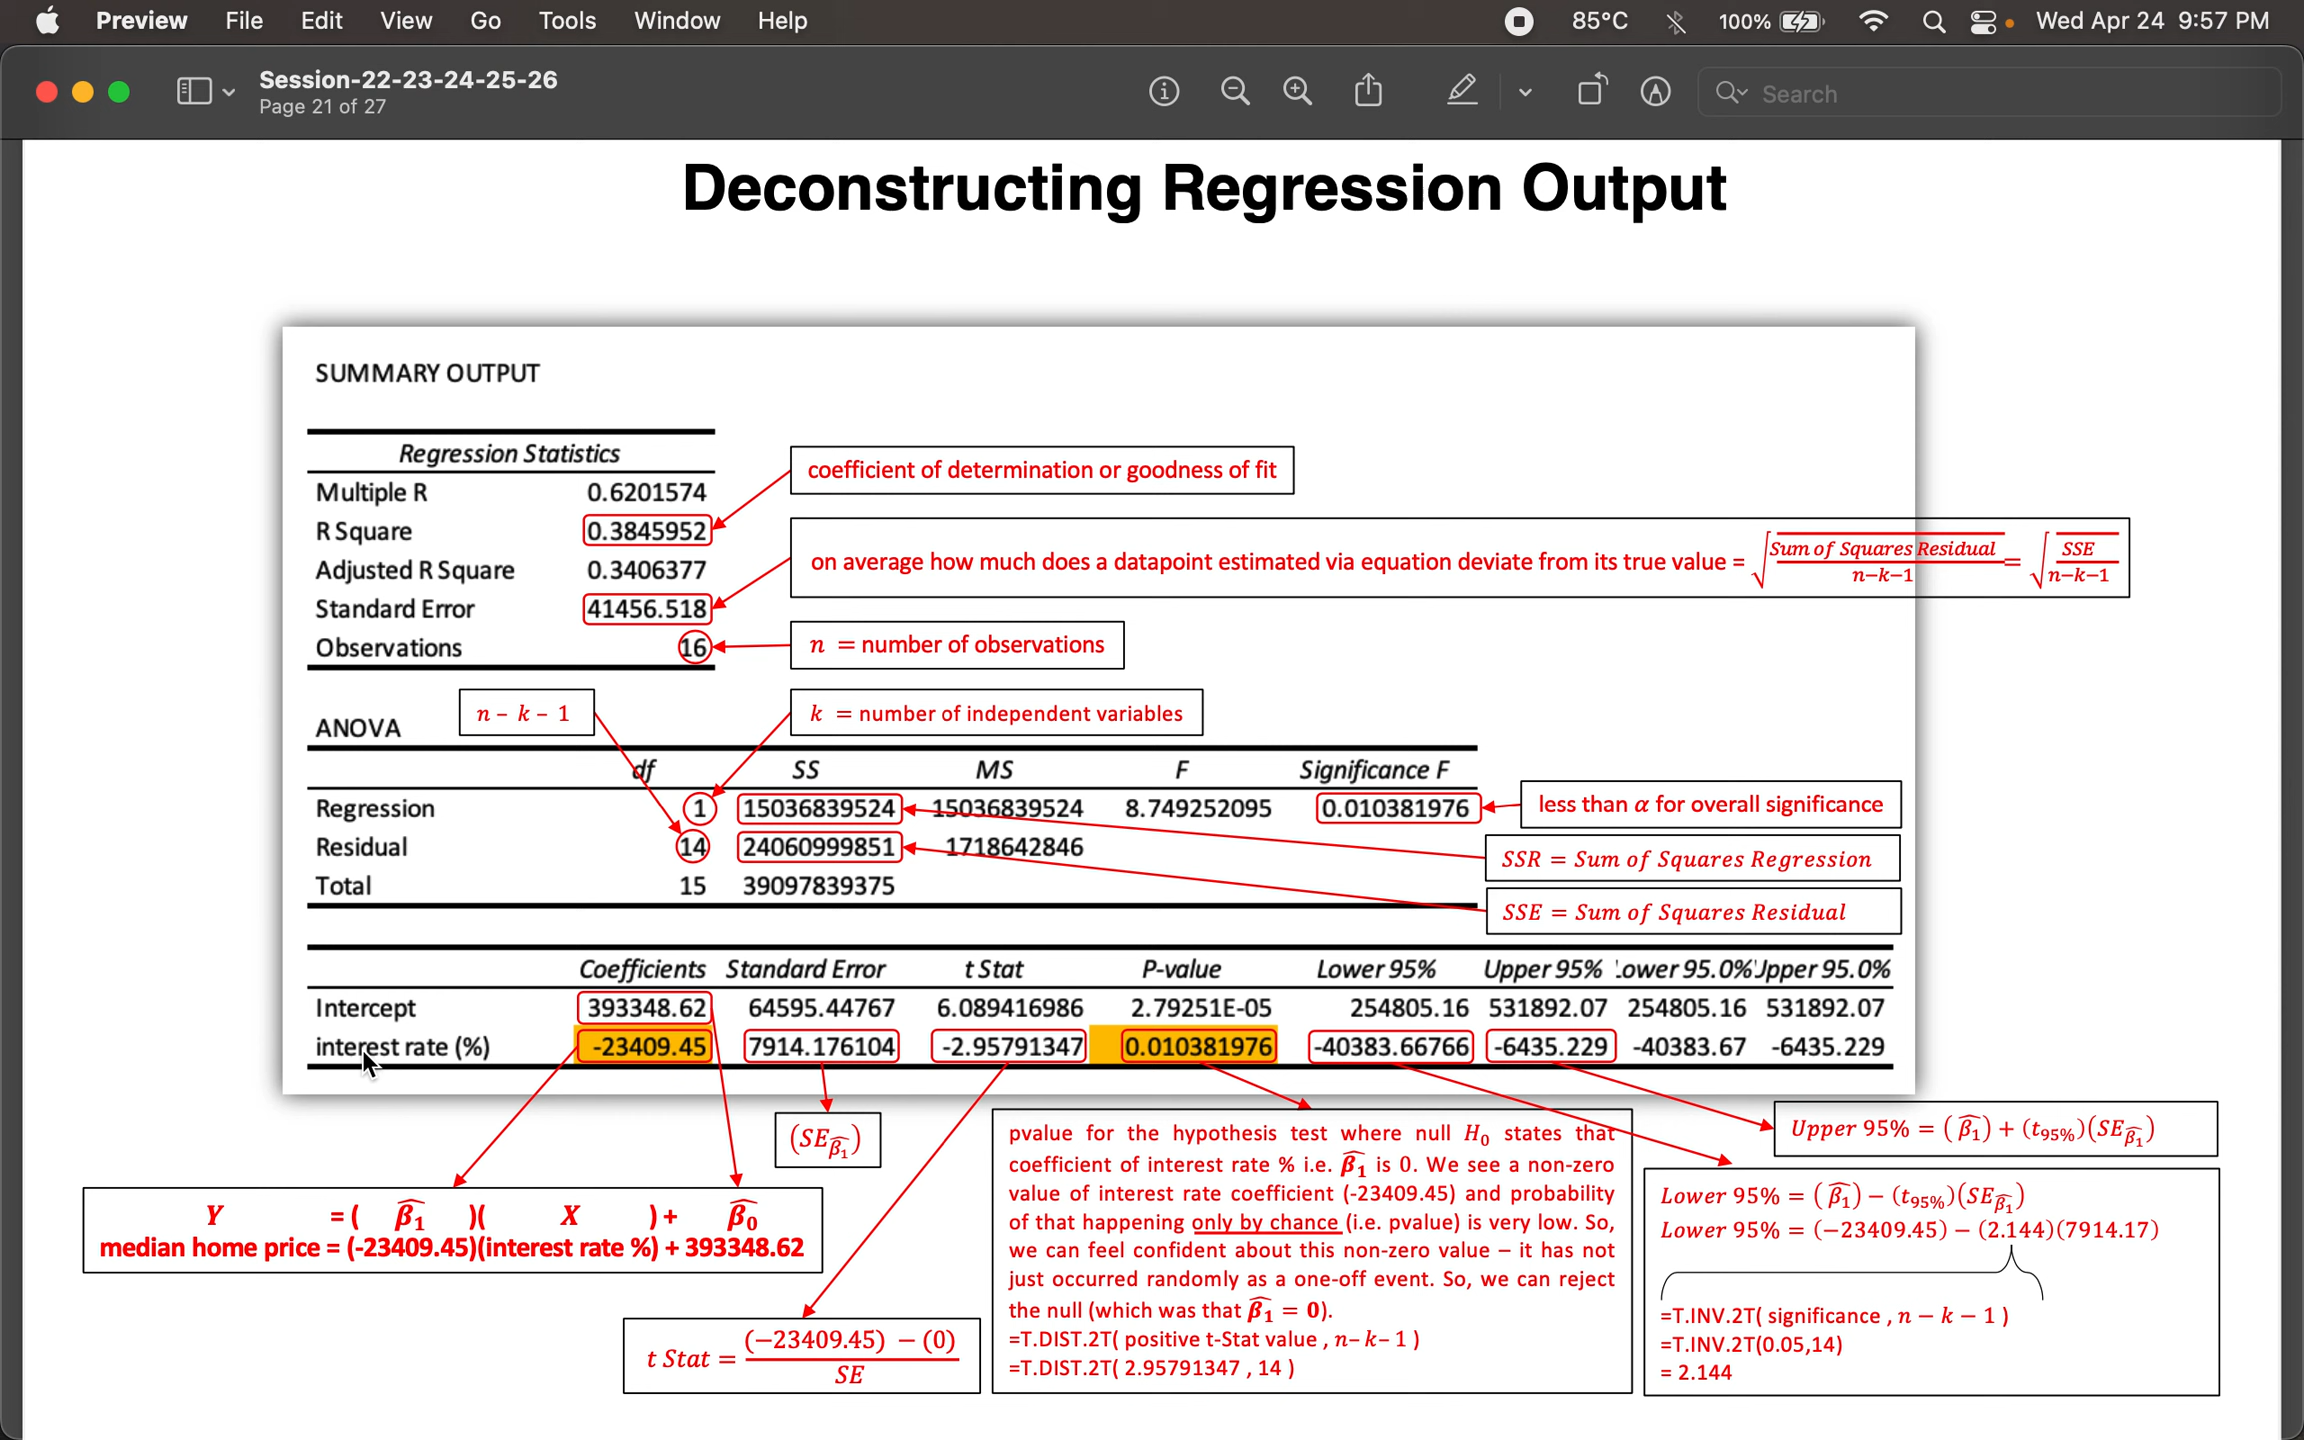 Preview File Edit View Go Tools Window Help 85°C 100% Wed Apr 24 9:57 PM
Session-22-23-24-25-26
Page 21 of 27
Search
Deconstructing Regression Output
SUMMARY OUTPUT
Regression Statistics
Multiple R 0.6201574
R Square 0.3845952
Adjusted R Square 0.3406377
Standard Error 41456.518
Observations 16
coefficient of determination or goodness of fit
on average how much does a datapoint estimated via equation deviate from its true value = √(Sum of Squares Residual / n−k−1) = √(SSE / n−k−1)
n = number of observations
n − k − 1
k = number of independent variables
ANOVA
df SS MS F Significance F
Regression 1 15036839524 15036839524 8.749252095 0.010381976
Residual 14 24060999851 1718642846
Total 15 39097839375
less than α for overall significance
SSR = Sum of Squares Regression
SSE = Sum of Squares Residual
Coefficients Standard Error t Stat P-value Lower 95% Upper 95% Lower 95.0% Upper 95.0%
Intercept 393348.62 64595.44767 6.089416986 2.79251E-05 254805.16 531892.07 254805.16 531892.07
interest rate (%) -23409.45 7914.176104 -2.95791347 0.010381976 -40383.66766 -6435.229 -40383.67 -6435.229
Y = ( β̂₁ )( X ) + β̂₀
median home price = (-23409.45)(interest rate %) + 393348.62
(SE β̂₁)
t Stat = ((−23409.45) − (0)) / SE
pvalue for the hypothesis test where null H₀ states that
coefficient of interest rate % i.e. β̂₁ is 0. We see a non-zero
value of interest rate coefficient (-23409.45) and probability
of that happening only by chance (i.e. pvalue) is very low. So,
we can feel confident about this non-zero value – it has not
just occurred randomly as a one-off event. So, we can reject
the null (which was that β̂₁ = 0).
=T.DIST.2T( positive t-Stat value , n− k− 1 )
=T.DIST.2T( 2.95791347 , 14 )
Upper 95% = (β̂₁) + (t₉₅%)(SE β̂₁)
Lower 95% = (β̂₁) − (t₉₅%)(SE β̂₁)
Lower 95% = (−23409.45) − (2.144)(7914.17)
=T.INV.2T( significance , n − k − 1 )
=T.INV.2T(0.05,14)
= 2.144